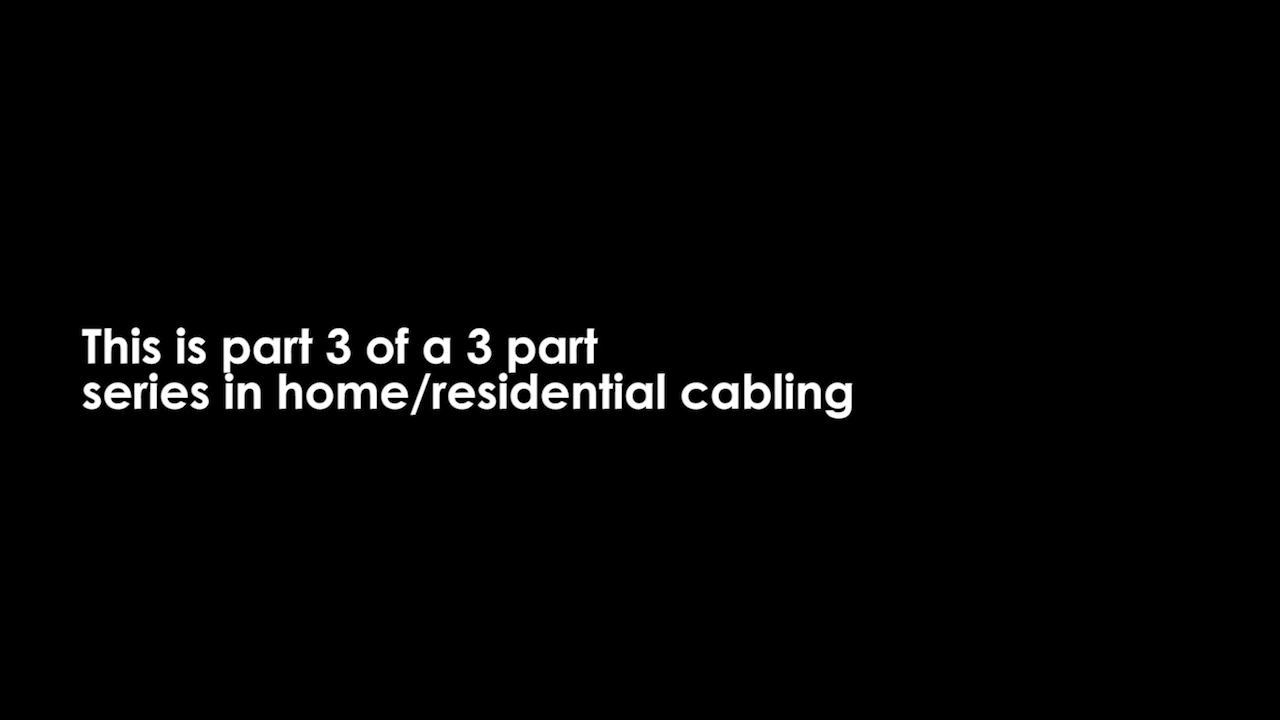 This is part 3 of a 3 part
series in home/residential cabling